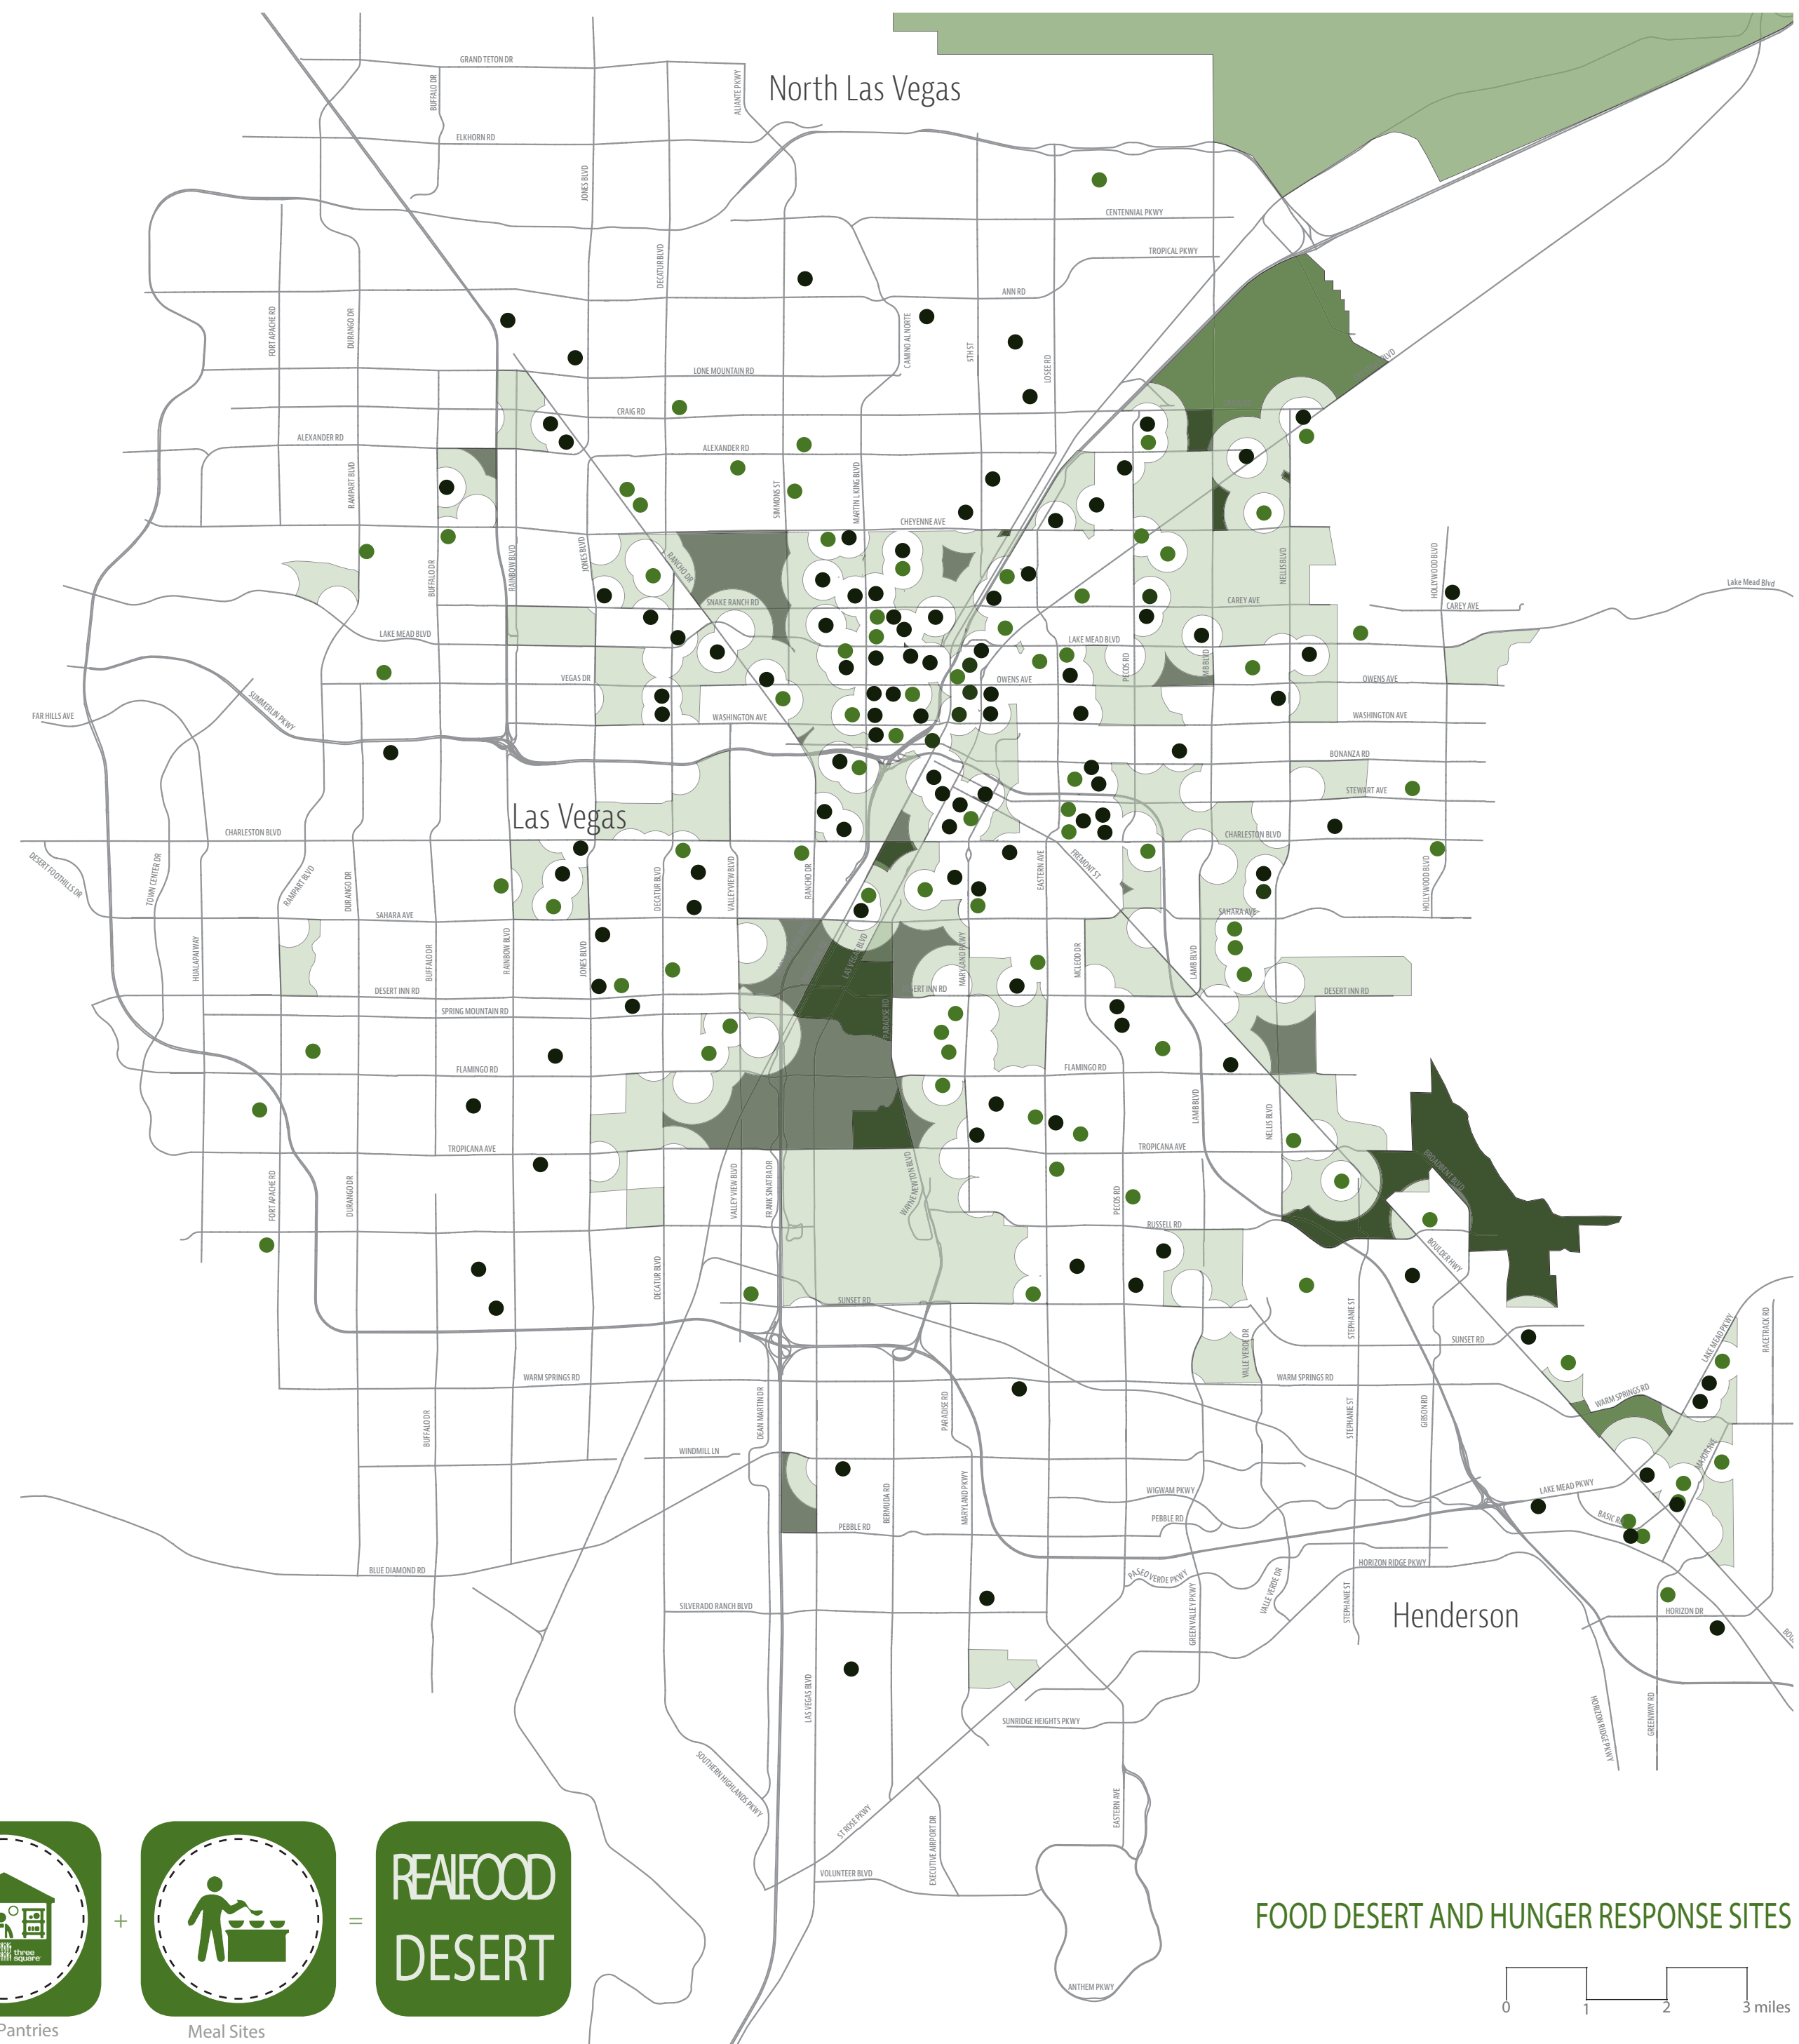 GRAND TETON DR
BUFFALO DR
ALIANTE PKWY
North Las Vegas
ELKHORN RD
JONES BLVD
CENTENNIAL PKWY
DECATUR BLVD
TROPICAL PKWY
ANN RD
FORT APACHE RD
DURANGO DR
CAMINO AL NORTE
5TH ST
LOSEE RD
BLVD
LONE MOUNTAIN RD
CRAIG RD
ALEXANDER RD
ALEXANDER RD
RAMPART BLVD
SIMMONS ST
MARTIN L KING BLVD
CHEYENNE AVE
BUFFALO DR
RAINBOW BLVD
JONES BLVD
RANCHO DR
NELLIS BLVD
HOLLYWOOD BLVD
Lake Mead Blvd
SNAKE RANCH RD
CAREY AVE
CAREY AVE
LAKE MEAD BLVD
LAKE MEAD BLVD
PECOS RD
VEGAS DR
OWENS AVE
OWENS AVE
SUMMERLIN PKWY
FAR HILLS AVE
WASHINGTON AVE
WASHINGTON AVE
BONANZA RD
STEWART AVE
Las Vegas
CHARLESTON BLVD
CHARLESTON BLVD
DESERT FOOTHILLS DR
TOWN CENTER DR
RAMPART BLVD
DURANGO DR
DECATUR BLVD
VALLEY VIEW BLVD
RANCHO DR
EASTERN AVE
FREMONT ST
HOLLYWOOD BLVD
SAHARA AVE
SAHARA AVE
HUALAPAI WAY
BUFFALO DR
RAINBOW BLVD
JONES BLVD
LAS VEGAS BLVD
MARYLAND PKWY
MCLEOD DR
LAMB BLVD
DESERT INN RD
DESERT INN RD
SPRING MOUNTAIN RD
PARADISE RD
FLAMINGO RD
FLAMINGO RD
LAMB BLVD
NELLIS BLVD
TROPICANA AVE
TROPICANA AVE
BROADBENT BLVD
FORT APACHE RD
DURANGO DR
VALLEY VIEW BLVD
FRANK SINATRA DR
WAYNE NEWTON BLVD
PECOS RD
RUSSELL RD
BOULDER HWY
DECATUR BLVD
SUNSET RD
STEPHANIE ST
SUNSET RD
VALLE VERDE DR
LAKE MEAD PKWY
RACETRACK RD
WARM SPRINGS RD
WARM SPRINGS RD
WARM SPRINGS RD
BUFFALO DR
DEAN MARTIN DR
PARADISE RD
STEPHANIE ST
GIBSON RD
MAJOR AVE
WINDMILL LN
BERMUDA RD
MARYLAND PKWY
WIGWAM PKWY
LAKE MEAD PKWY
PEBBLE RD
PEBBLE RD
BASIC R
BLUE DIAMOND RD
HORIZON RIDGE PKWY
PASEO VERDE PKWY
GREEN VALLEY PKWY
VALLE VERDE DR
STEPHANIE ST
SILVERADO RANCH BLVD
Henderson
HORIZON DR
LAS VEGAS BLVD
SUNRIDGE HEIGHTS PKWY
HORIZON RIDGE PKWY
GREENWAY RD
SOUTHERN HIGHLANDS PKWY
ST ROSE PKWY
EXECUTIVE AIRPORT DR
EASTERN AVE
VOLUNTEER BLVD
ANTHEM PKWY
three
square
+
=
REAL FOOD
DESERT
Pantries
Meal Sites
FOOD DESERT AND HUNGER RESPONSE SITES
0 1 2 3 miles